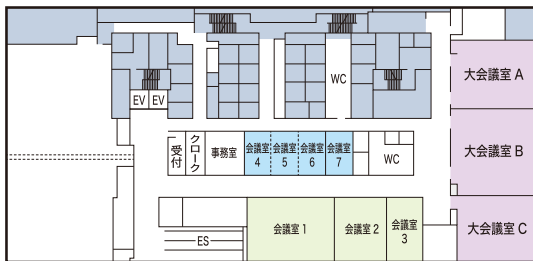 WC
大会議室 A
EV
EV
受付
クローク
事務室
会議室
4
会議室
5
会議室
6
会議室
7
WC
大会議室 B
大会議室 C
会議室 1
会議室 2
会議室
3
ES